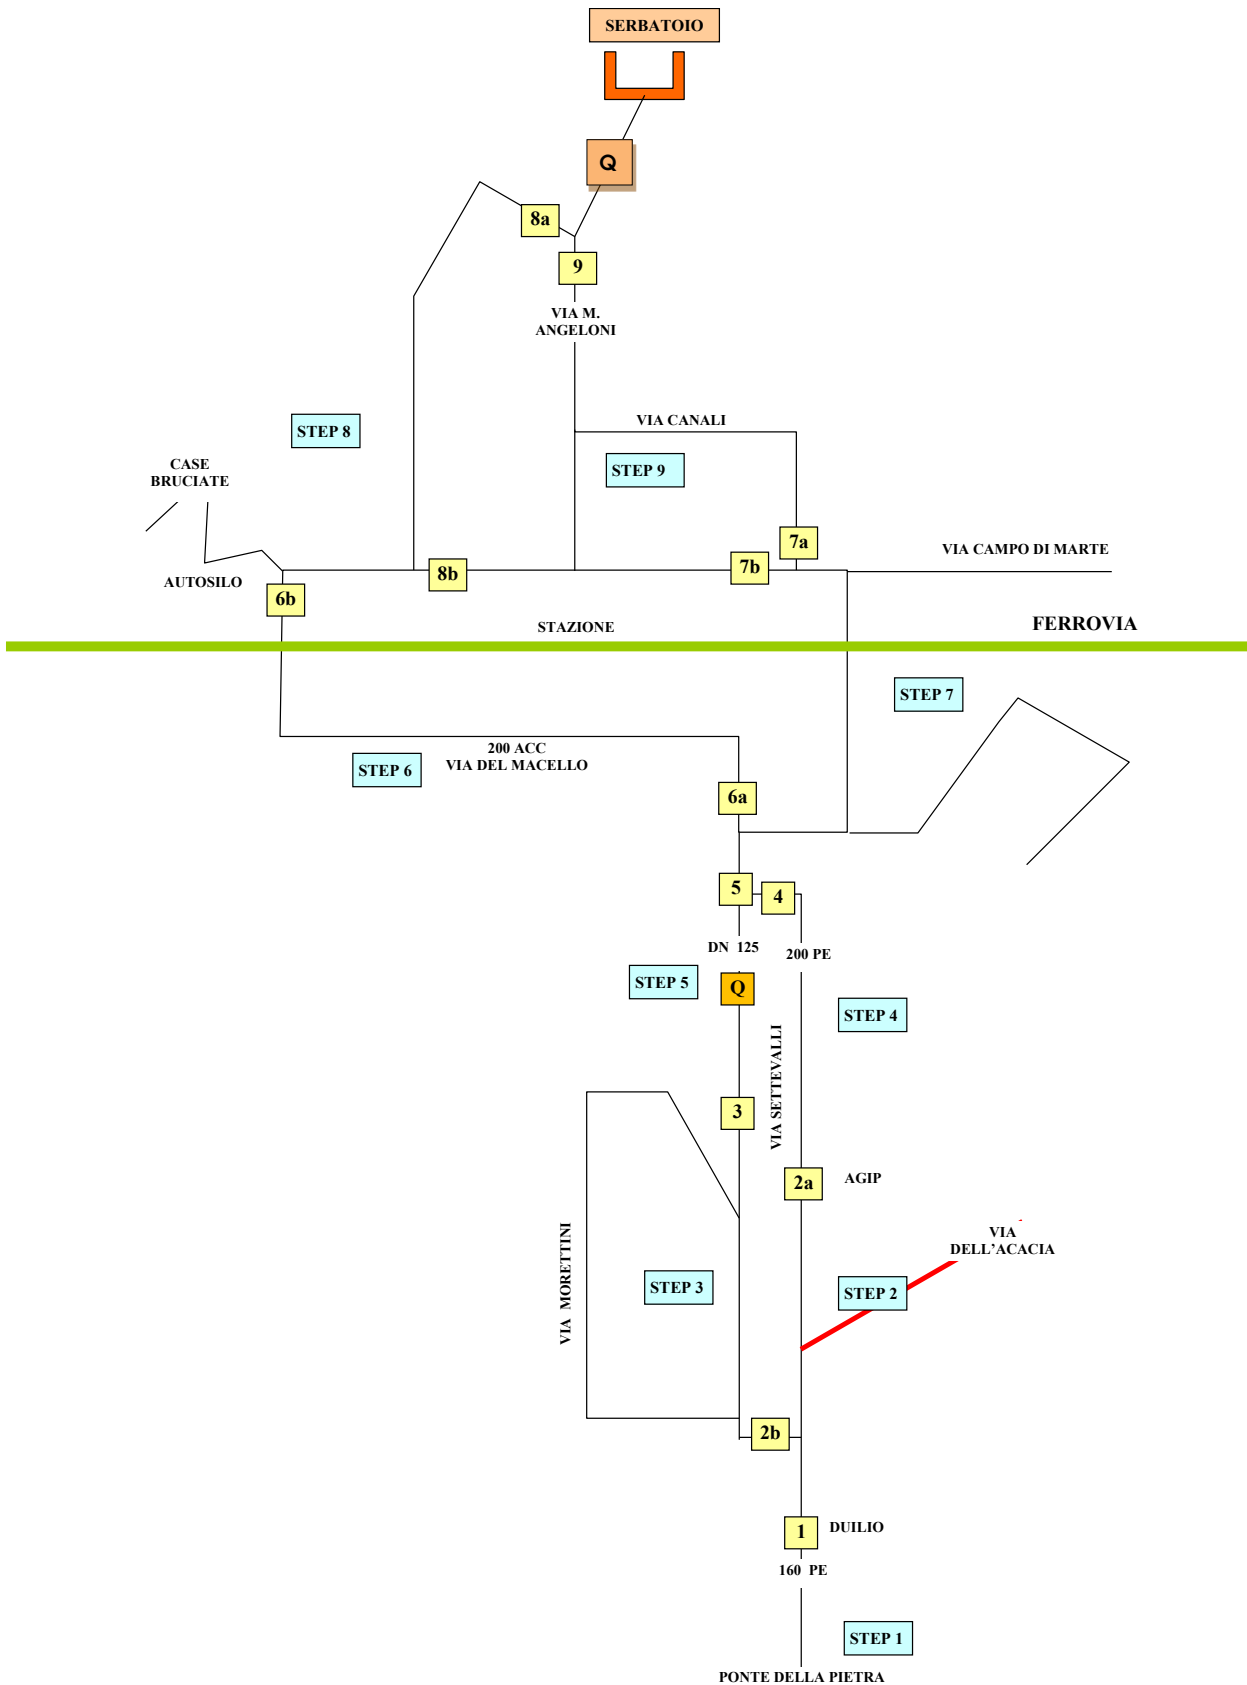 SERBATOIO
Q
8a
9
VIA M.
ANGELONI
STEP 8
VIA CANALI
CASE
BRUCIATE
STEP 9
7a
VIA CAMPO DI MARTE
7b
8b
AUTOSILO
6b
STAZIONE
FERROVIA
STEP 7
200 ACC
VIA DEL MACELLO
STEP 6
6a
5
4
DN 125
200 PE
STEP 5
Q
STEP 4
VIA SETTEVALLI
3
2a
AGIP
VIA
DELL'ACACIA
VIA MORETTINI
STEP 3
STEP 2
2b
1
DUILIO
160 PE
STEP 1
PONTE DELLA PIETRA